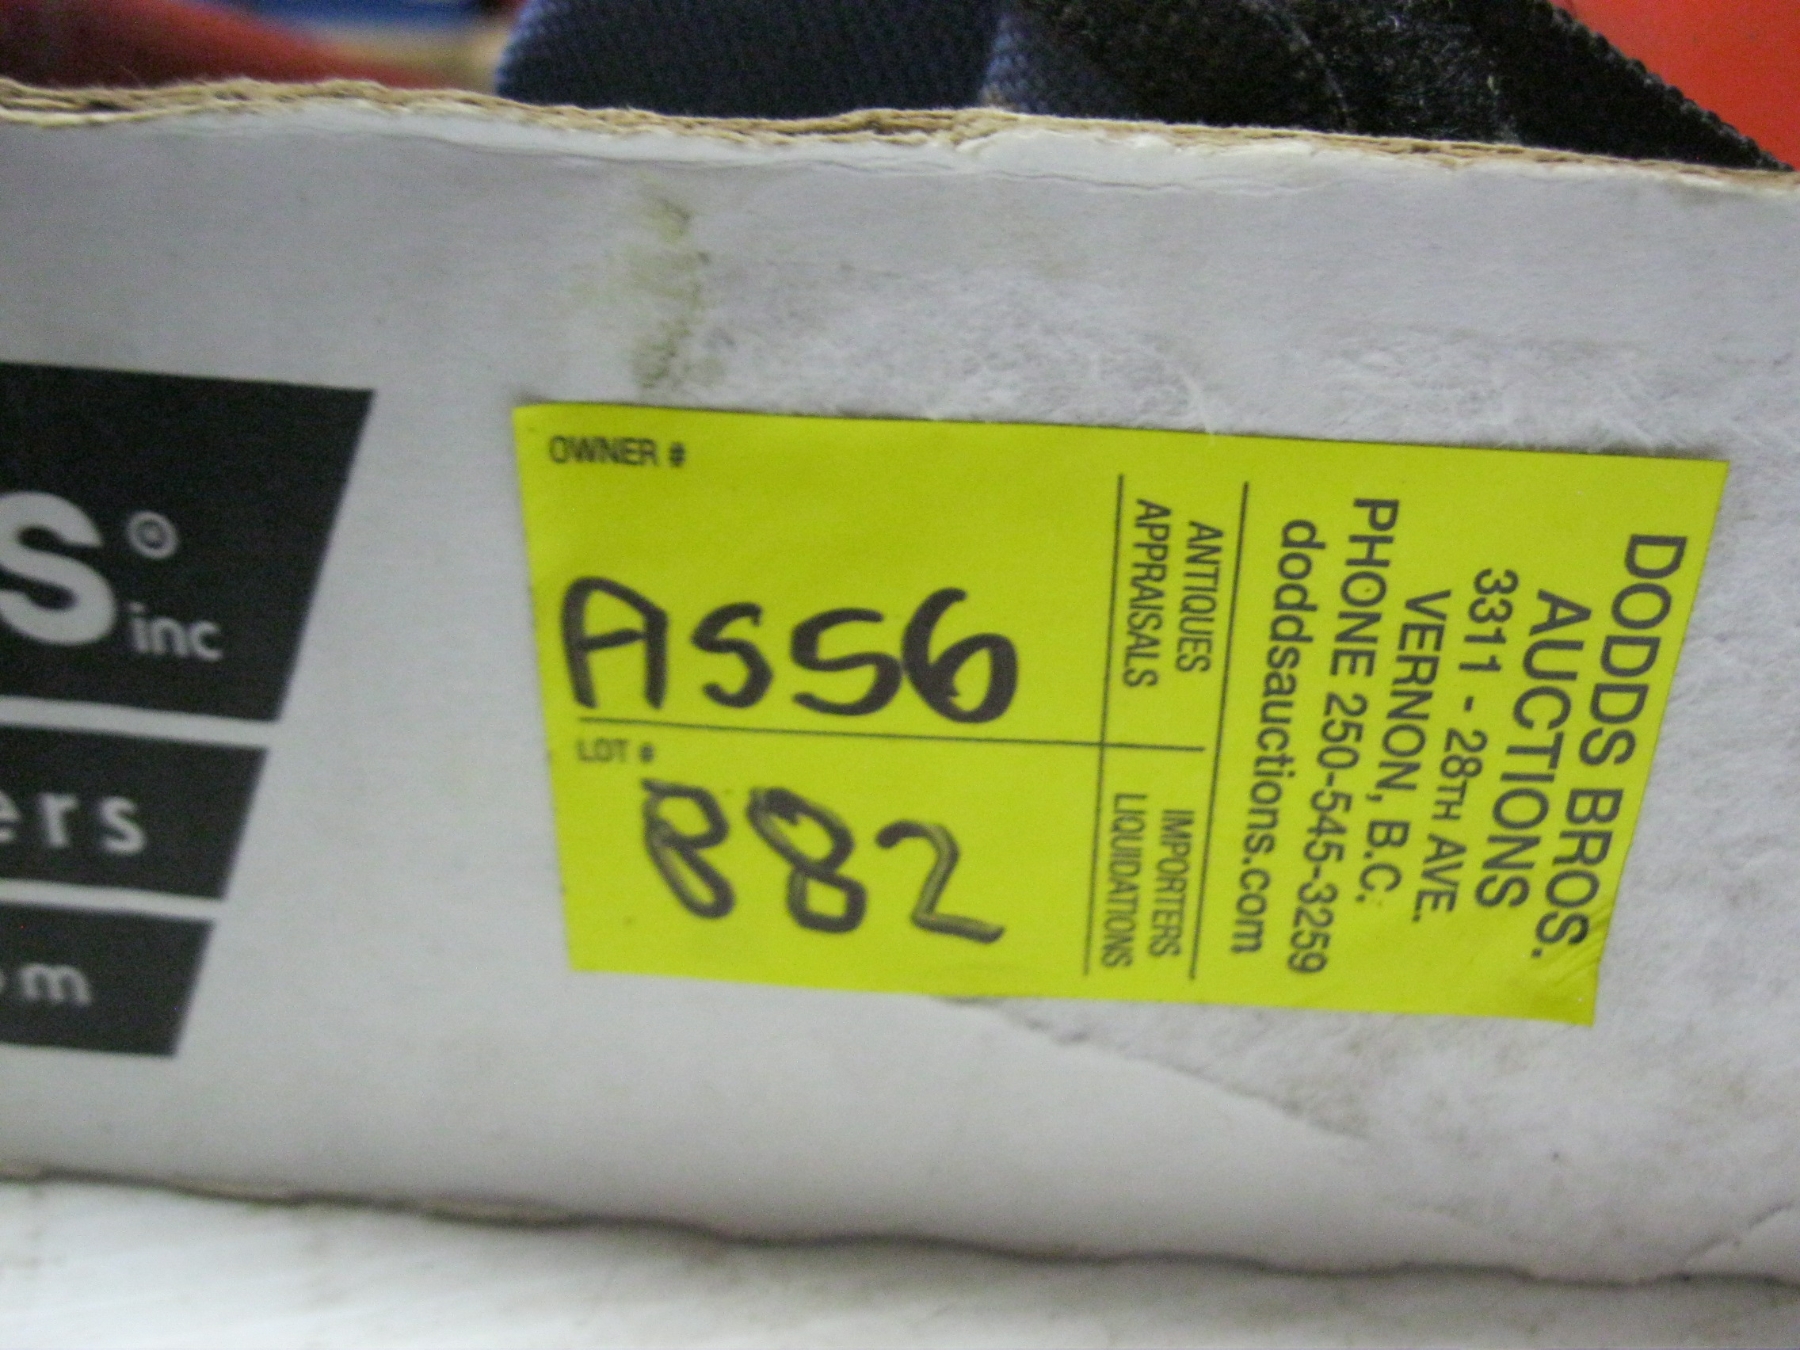 s©
inc
ers
om
OWNER #
A556
LOT #
882
ANTIQUES
APPRAISALS
IMPORTERS
LIQUIDATIONS
DODDS BROS.
AUCTIONS
3311 - 28TH AVE.
VERNON, B.C.
PHONE 250-545-3259
doddsauctions.com